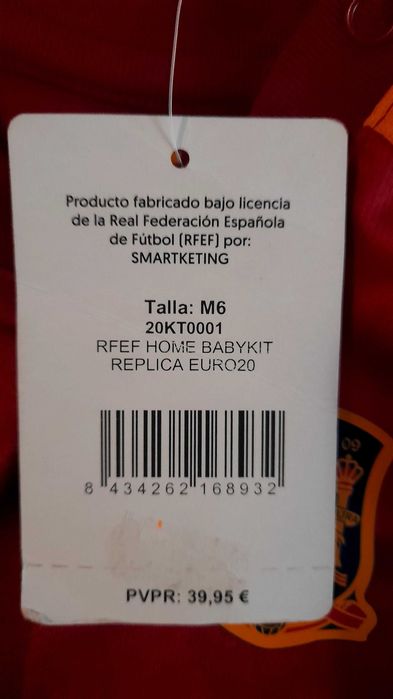 Producto fabricado bajo licencia
de la Real Federación Española
de Fútbol (RFEF) por:
SMARTKETING
Talla: M6
20KT0001
RFEF HOME BABYKIT
REPLICA EURO20
8 434262 168932
PVPR: 39,95 €
09